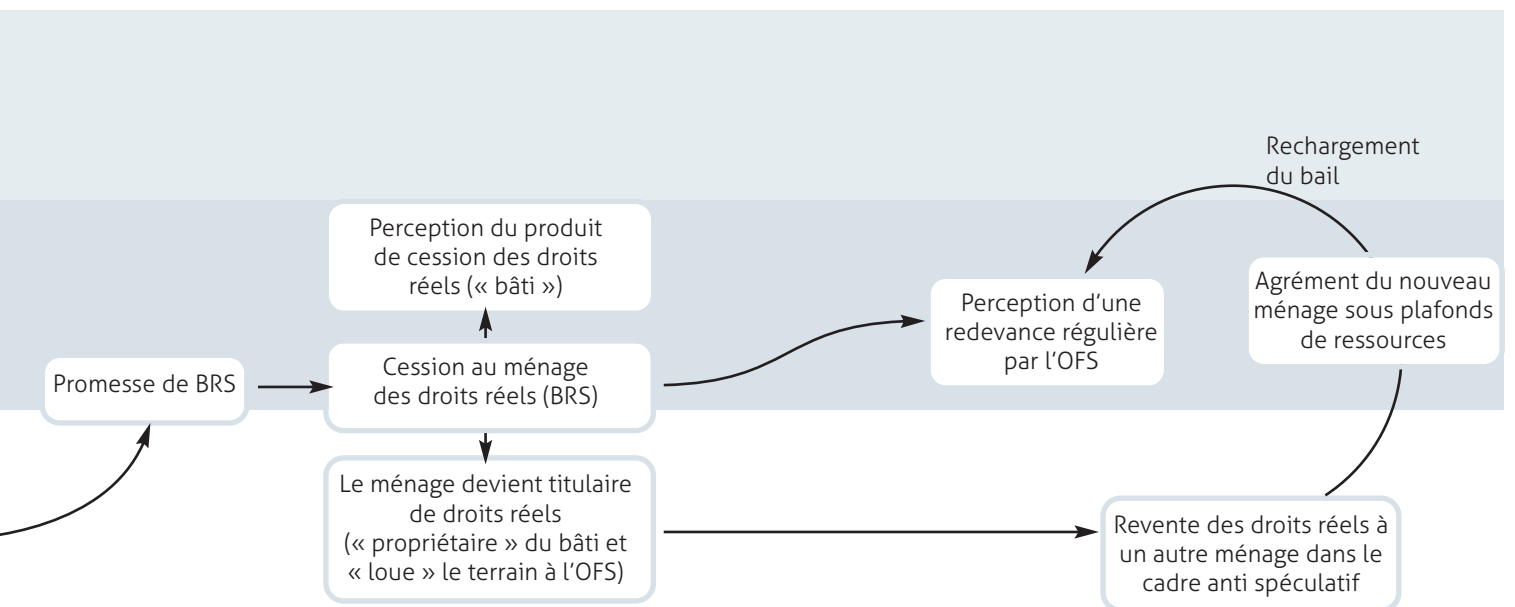 Promesse de BRS
Perception du produit
de cession des droits
réels (« bâti »)
Cession au ménage
des droits réels (BRS)
Le ménage devient titulaire
de droits réels
(« propriétaire » du bâti et
« loue » le terrain à l’OFS)
Perception d’une
redevance régulière
par l’OFS
Rechargement
du bail
Agrément du nouveau
ménage sous plafonds
de ressources
Revente des droits réels à
un autre ménage dans le
cadre anti spéculatif